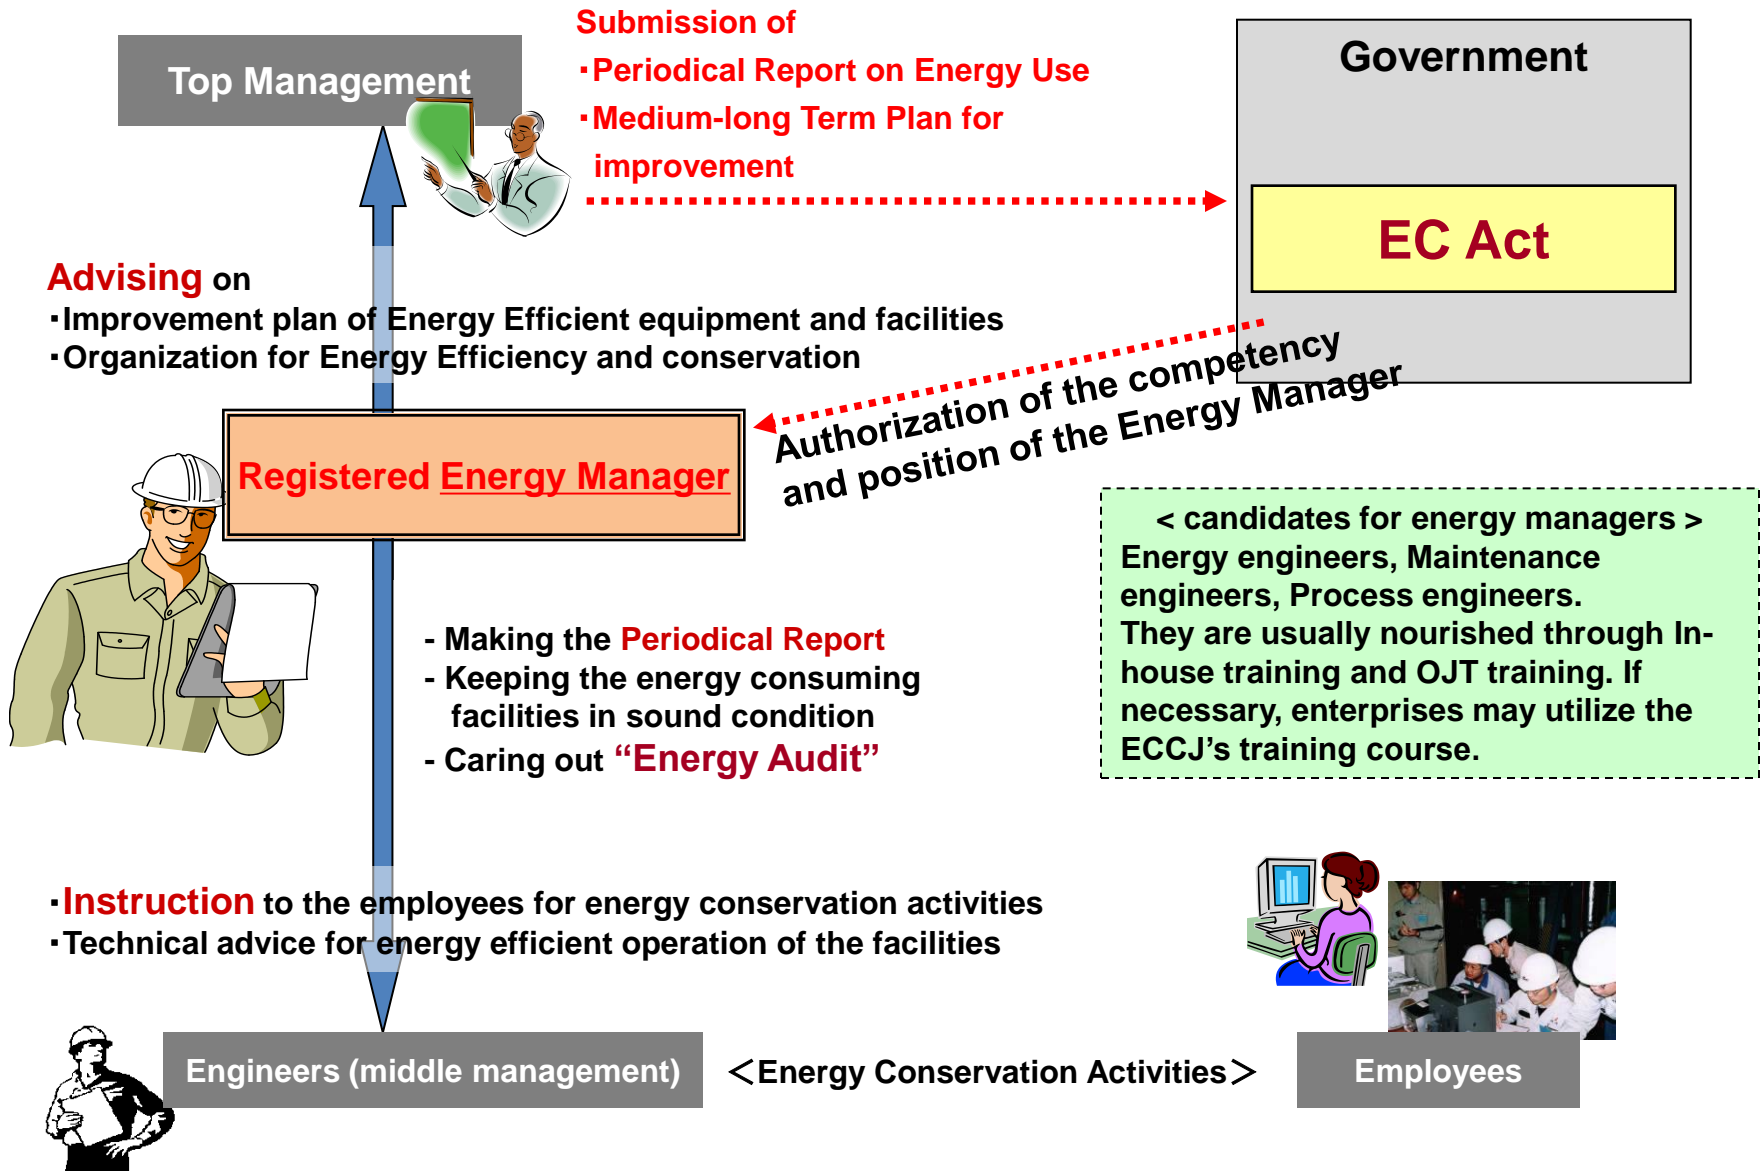 Top Management
Submission of
・Periodical Report on Energy Use
・Medium-long Term Plan for
improvement
Government
EC Act
Advising on
・Improvement plan of Energy Efficient equipment and facilities
・Organization for Energy Efficiency and conservation
Authorization of the competency
and position of the Energy Manager
Registered Energy Manager
< candidates for energy managers >
Energy engineers, Maintenance
engineers, Process engineers.
They are usually nourished through In-
house training and OJT training. If
necessary, enterprises may utilize the
ECCJ’s training course.
- Making the Periodical Report
- Keeping the energy consuming
facilities in sound condition
- Caring out “Energy Audit”
・Instruction to the employees for energy conservation activities
・Technical advice for energy efficient operation of the facilities
Engineers (middle management)
＜Energy Conservation Activities＞
Employees